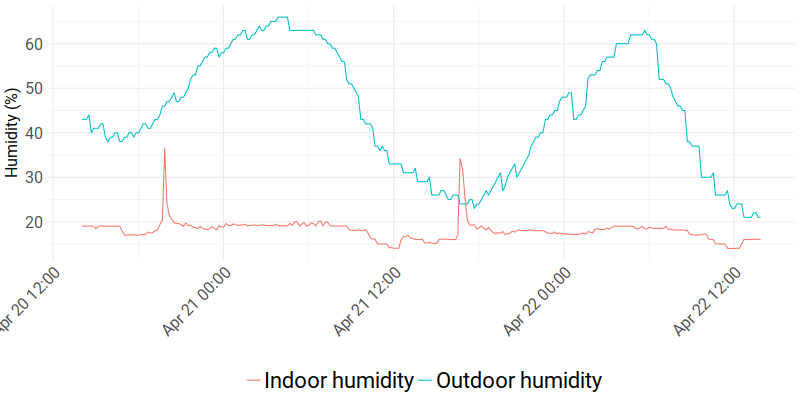 Humidity (%)
60
50
40
30
20
Apr 20 12:00
Apr 21 00:00
Apr 21 12:00
Apr 22 00:00
Apr 22 12:00
Indoor humidity Outdoor humidity